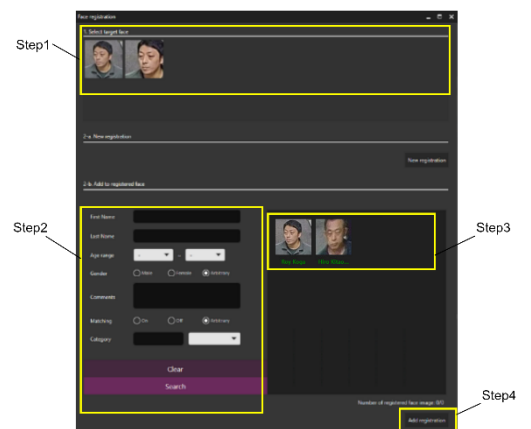 Face registration
1. Select target face
Step1
2-a. New registration
New registration
2-b. Add to registered face
First Name
Last Name
Age range
-
Gender
Male
Female
Arbitrary
Comments
Matching
On
Off
Arbitrary
Category
Clear
Search
Step2
Step3
Number of registered face image: 0/0
Step4
Add registration